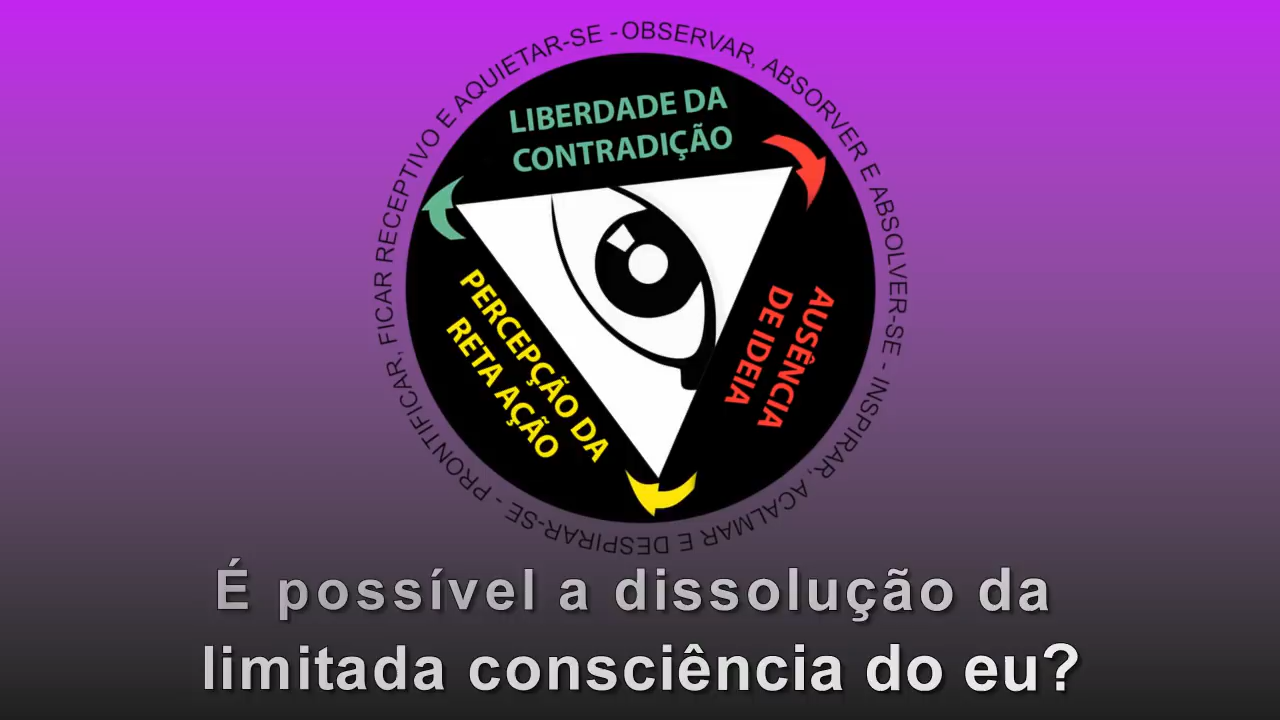 OBSERVAR, ABSORVER E ABSOLVER-SE - INSPIRAR, ACALMAR E DESPIRAR-SE - PRONTIFICAR, FICAR RECEPTIVO E AQUIETAR-SE -
LIBERDADE DA
CONTRADIÇÃO
AUSÊNCIA
DE IDEIA
PERCEPÇÃO DA
RETA AÇÃO
É possível a dissolução da
limitada consciência do eu?